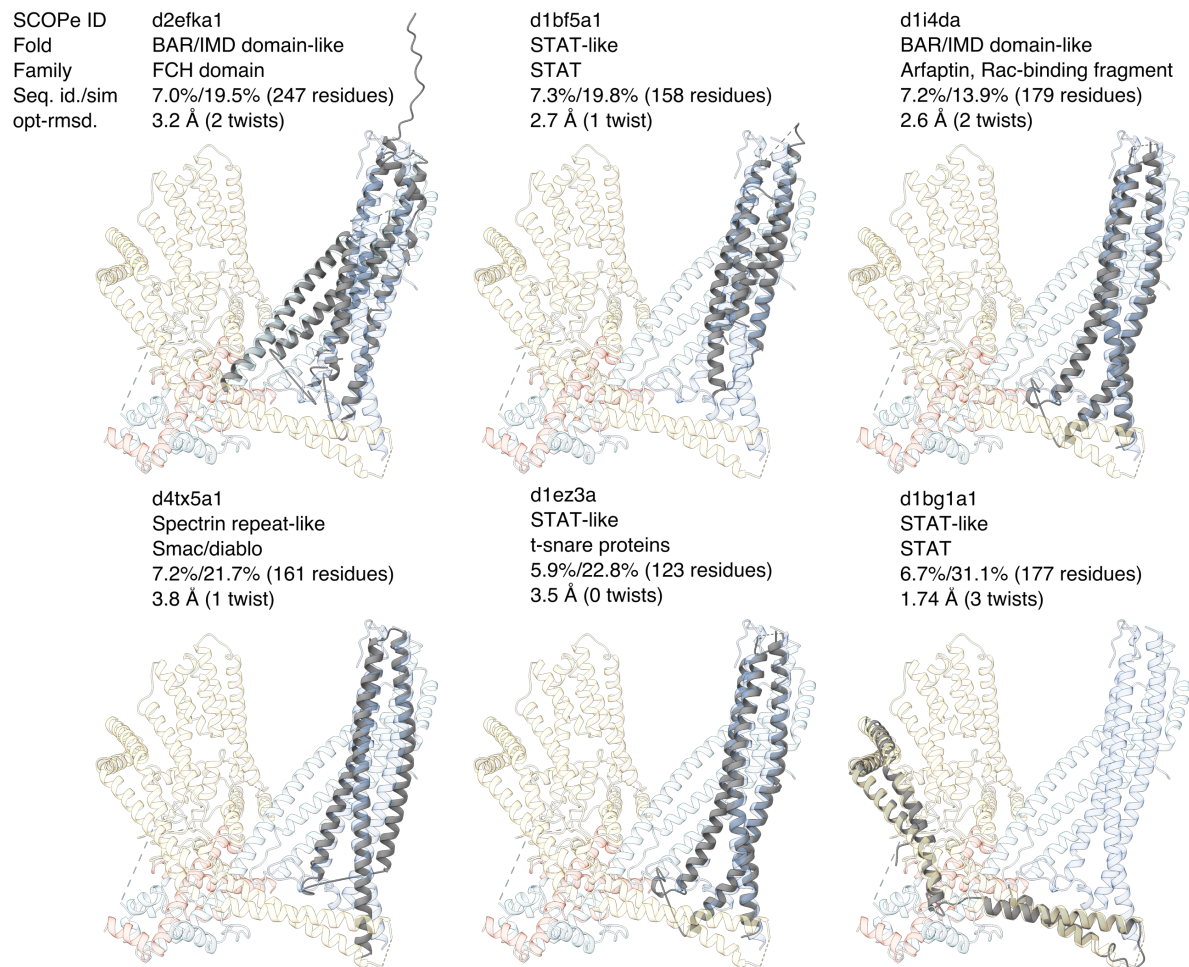 SCOPe ID
Fold
Family
Seq. id./sim
opt-rmsd.
d2efka1
BAR/IMD domain-like
FCH domain
7.0%/19.5% (247 residues)
3.2 Å (2 twists)
d1bf5a1
STAT-like
STAT
7.3%/19.8% (158 residues)
2.7 Å (1 twist)
d1i4da
BAR/IMD domain-like
Arfaptin, Rac-binding fragment
7.2%/13.9% (179 residues)
2.6 Å (2 twists)
d4tx5a1
Spectrin repeat-like
Smac/diablo
7.2%/21.7% (161 residues)
3.8 Å (1 twist)
d1ez3a
STAT-like
t-snare proteins
5.9%/22.8% (123 residues)
3.5 Å (0 twists)
d1bg1a1
STAT-like
STAT
6.7%/31.1% (177 residues)
1.74 Å (3 twists)